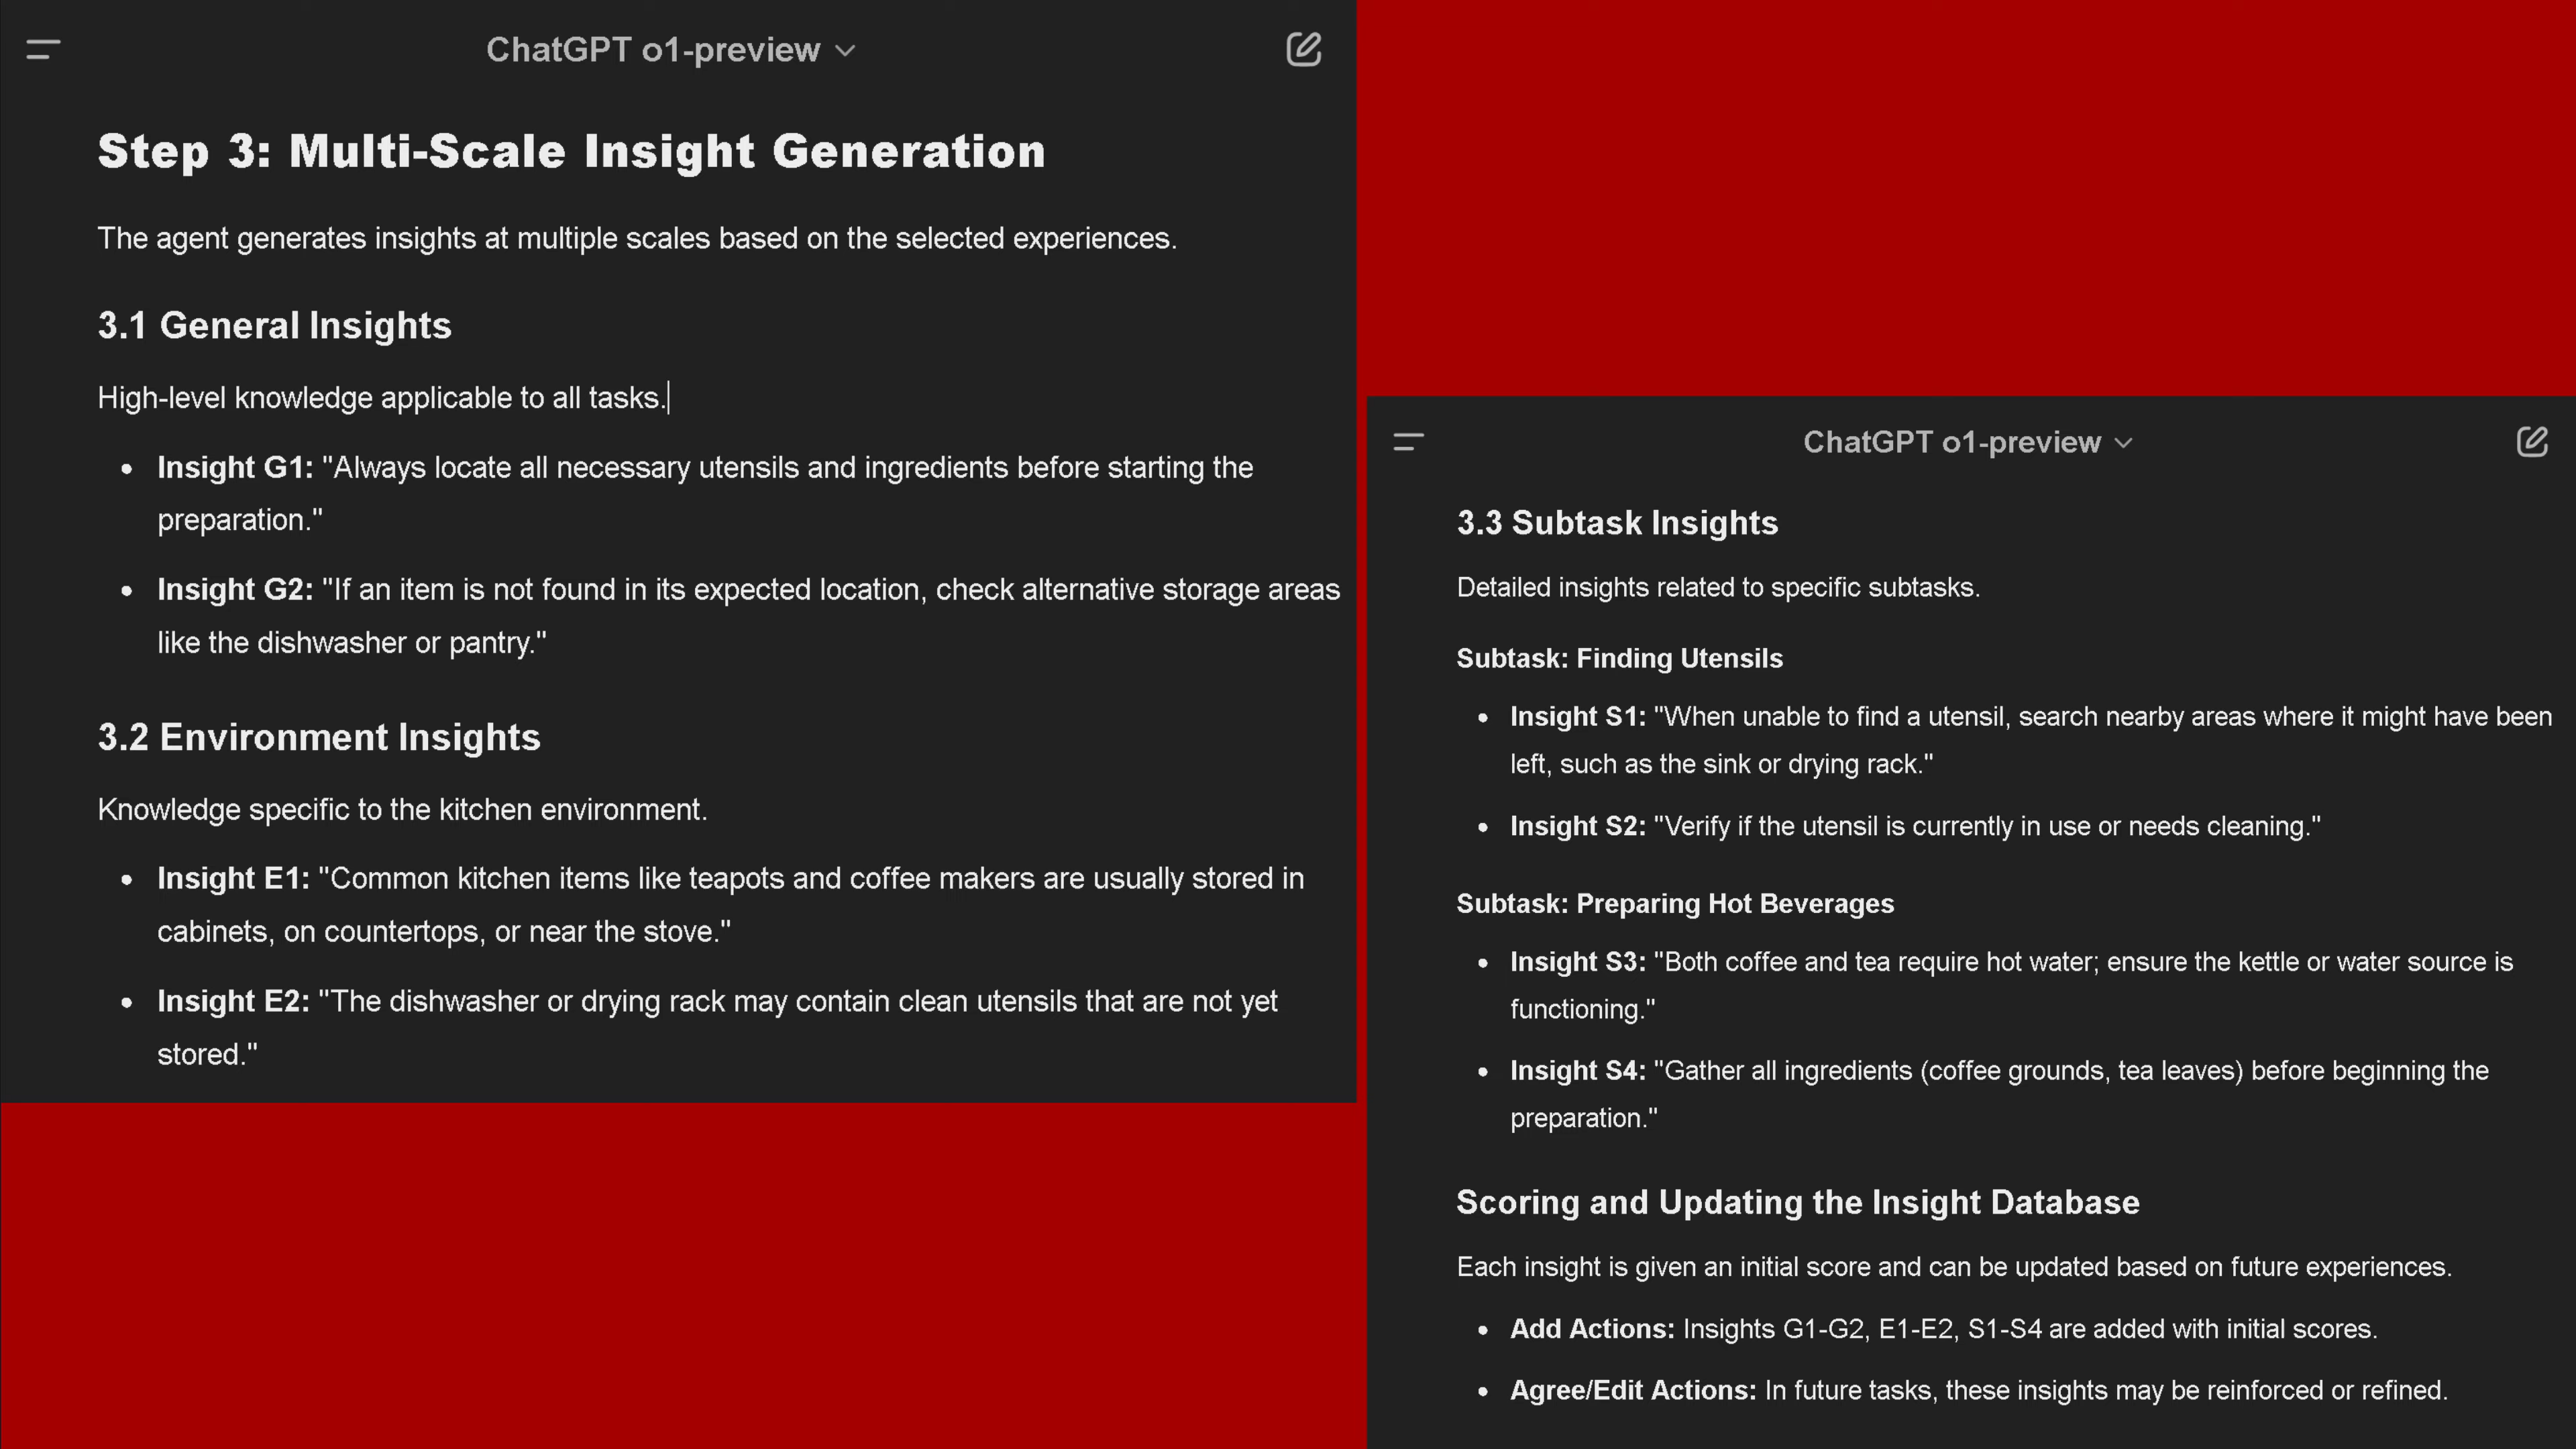 ChatGPT o1-preview
Step 3: Multi-Scale Insight Generation
The agent generates insights at multiple scales based on the selected experiences.
3.1 General Insights
High-level knowledge applicable to all tasks.
• Insight G1: "Always locate all necessary utensils and ingredients before starting the
preparation."
• Insight G2: "If an item is not found in its expected location, check alternative storage areas
like the dishwasher or pantry."
3.2 Environment Insights
Knowledge specific to the kitchen environment.
• Insight E1: "Common kitchen items like teapots and coffee makers are usually stored in
cabinets, on countertops, or near the stove."
• Insight E2: "The dishwasher or drying rack may contain clean utensils that are not yet
stored."
ChatGPT o1-preview
3.3 Subtask Insights
Detailed insights related to specific subtasks.
Subtask: Finding Utensils
• Insight S1: "When unable to find a utensil, search nearby areas where it might have been
left, such as the sink or drying rack."
• Insight S2: "Verify if the utensil is currently in use or needs cleaning."
Subtask: Preparing Hot Beverages
• Insight S3: "Both coffee and tea require hot water; ensure the kettle or water source is
functioning."
• Insight S4: "Gather all ingredients (coffee grounds, tea leaves) before beginning the
preparation."
Scoring and Updating the Insight Database
Each insight is given an initial score and can be updated based on future experiences.
• Add Actions: Insights G1-G2, E1-E2, S1-S4 are added with initial scores.
• Agree/Edit Actions: In future tasks, these insights may be reinforced or refined.